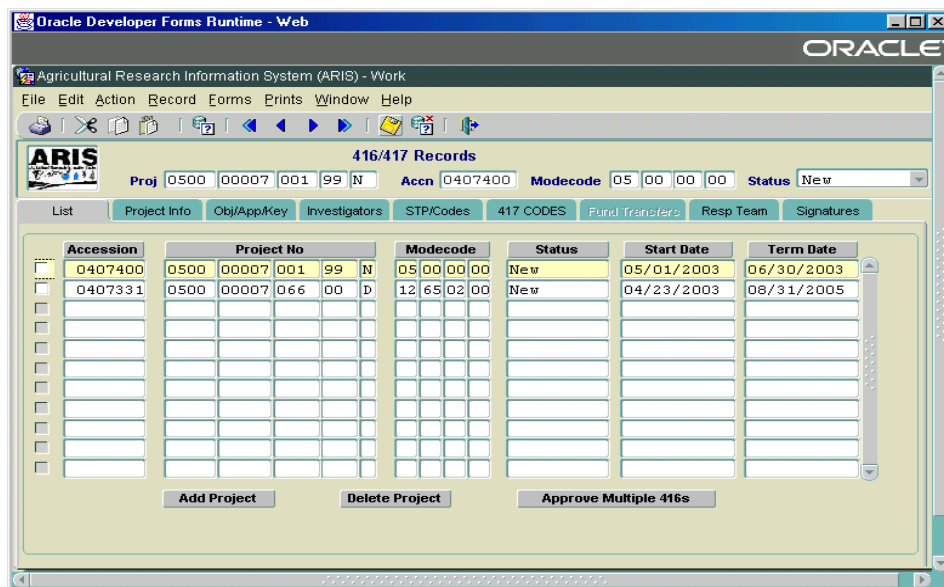 Oracle Developer Forms Runtime - Web
ORACLE
Agricultural Research Information System (ARIS) - Work
File Edit Action Record Forms Prints Window Help
ARIS
416/417 Records
Proj 0500 00007 001 99 N Accn 0407400 Modecode 05 00 00 00 Status New
List Project Info Obj/App/Key Investigators STP/Codes 417 CODES Fund Transfers Resp Team Signatures
Accession Project No Modecode Status Start Date Term Date
0407400 0500 00007 001 99 N 05 00 00 00 New 05/01/2003 06/30/2003
0407331 0500 00007 066 00 D 12 65 02 00 New 04/23/2003 08/31/2005
Add Project Delete Project Approve Multiple 416s